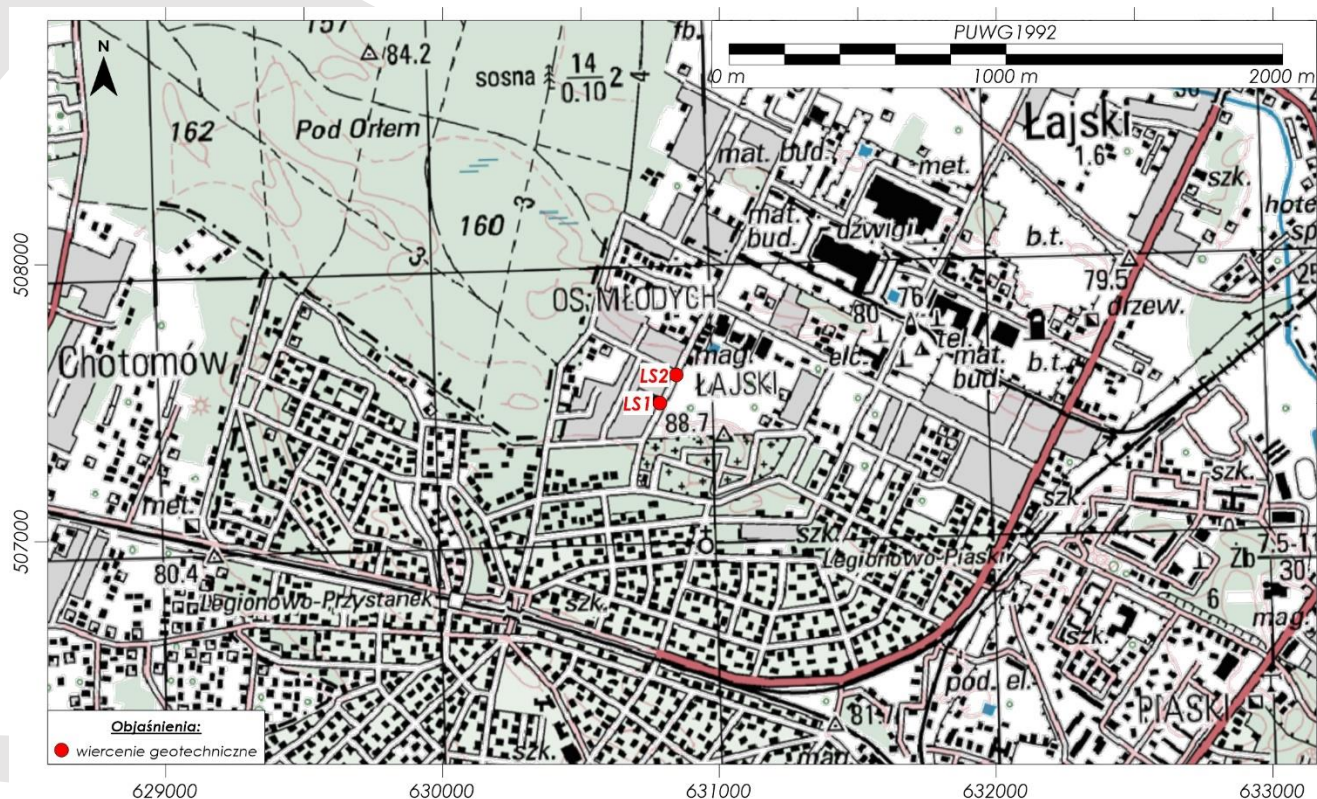 157
84.2
fb.
PUWG1992
0 m
1000 m
2000 m
N
sosna 14 2
0.10
4
162
Pod Orłem
Łajski
1.6
mat. bud.
met.
szk.
160
3
mat.
bud.
dźwigi
b.t.
3
79.5
drzew.
25
508000
OS. MŁODYCH
80
76
tel.
mat.
bud.
b.t.
Chotomów
mag.
elc.
LS2
ŁAJSKI
LS1
88.7
met.
szk.
szk.
507000
80.4
szk.
Legionowo-Piaski
Żb
7.5-11
30
Legionowo-Przystanek
szk.
6
mag.
szk.
pod. el.
PIASKI
81.7
Objaśnienia:
wiercenie geotechniczne
szk.
mag.
629000
630000
631000
632000
633000